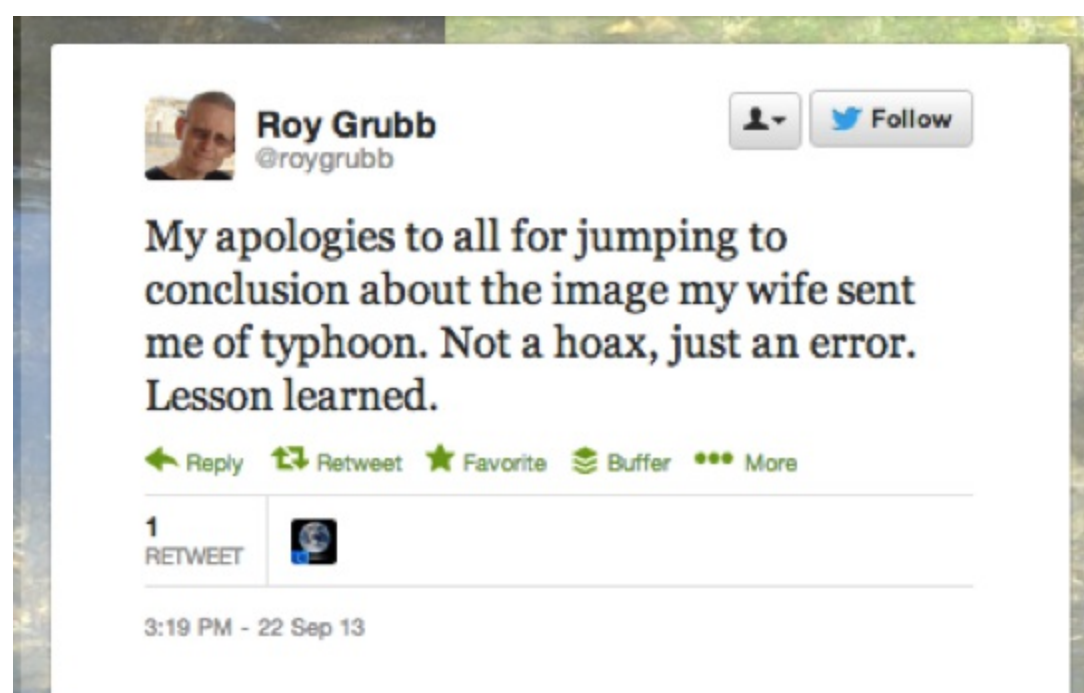 Roy Grubb
@roygrubb
Follow
My apologies to all for jumping to
conclusion about the image my wife sent
me of typhoon. Not a hoax, just an error.
Lesson learned.
Reply Retweet Favorite Buffer More
1
RETWEET
3:19 PM - 22 Sep 13